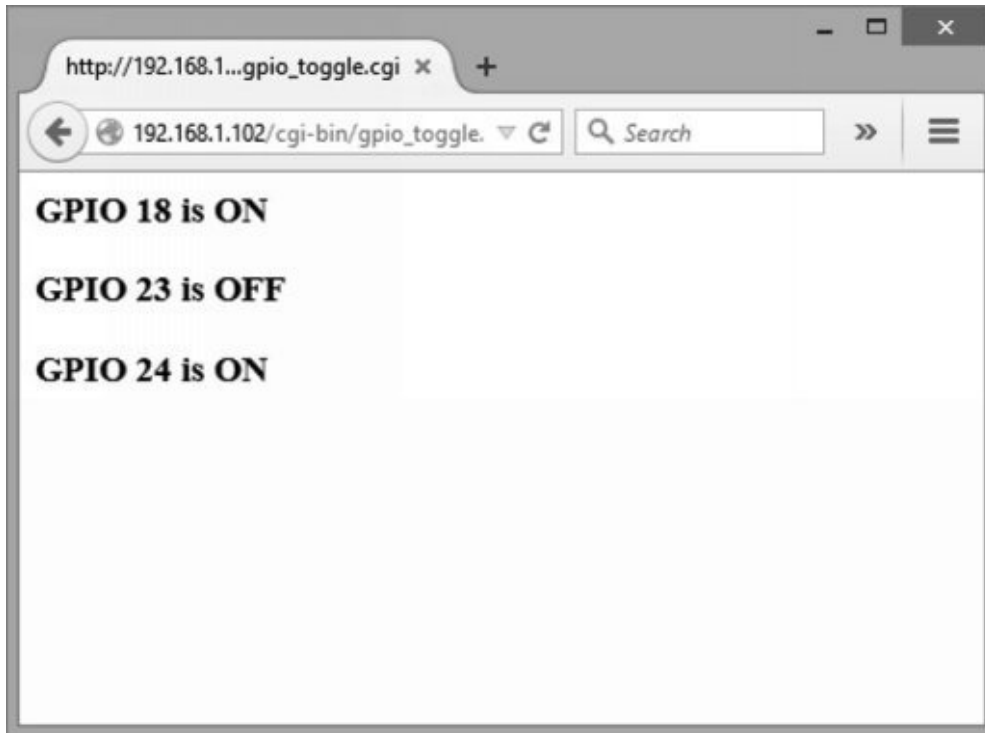 http://192.168.1...gpio_toggle.cgi
192.168.1.102/cgi-bin/gpio_toggle. Search
GPIO 18 is ON
GPIO 23 is OFF
GPIO 24 is ON